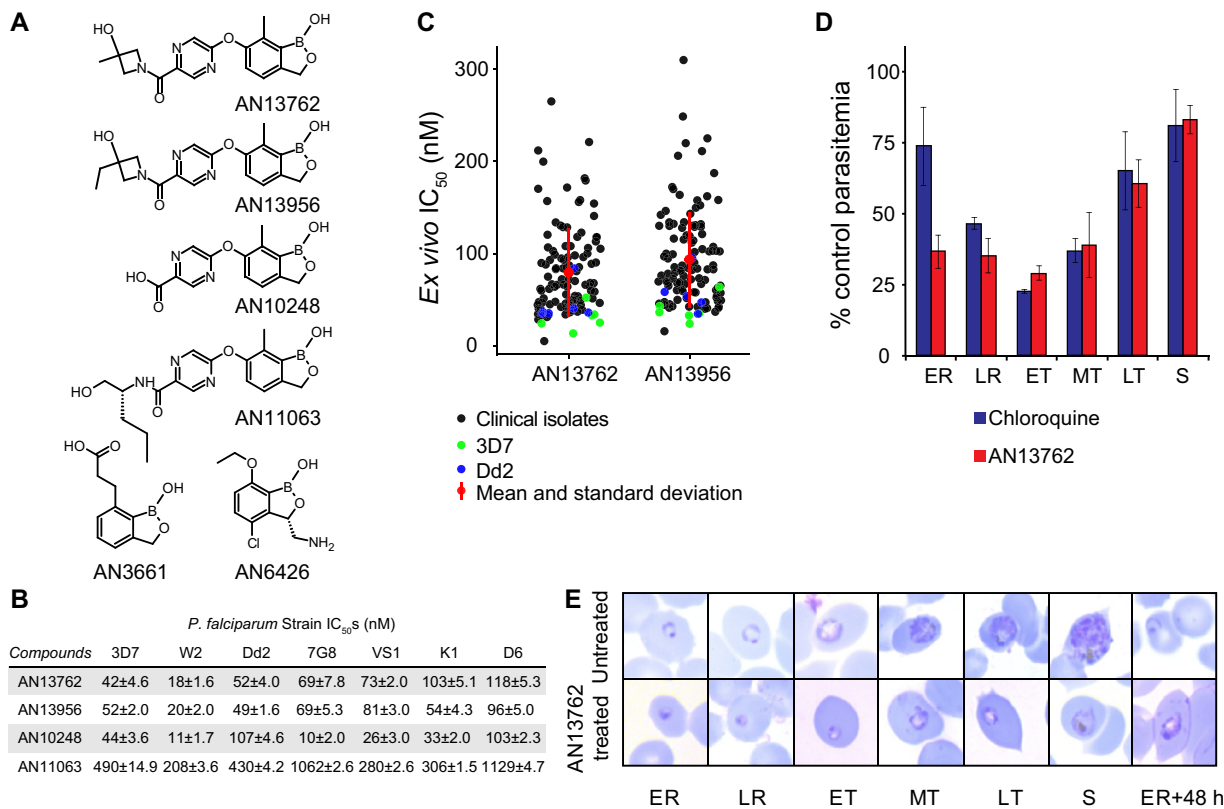 A
HO
N
O
N
N
O
O
B
OH
O
AN13762
HO
N
O
N
N
O
B
OH
O
AN13956
HO
O
N
N
O
B
OH
O
AN10248
HO
NH
O
N
N
O
B
OH
O
AN11063
HO
O
OH
B
O
AN3661
O
OH
B
O
Cl
NH2
AN6426
B
P. falciparum Strain IC50s (nM)
Compounds 3D7 W2 Dd2 7G8 VS1 K1 D6
AN13762 42±4.6 18±1.6 52±4.0 69±7.8 73±2.0 103±5.1 118±5.3
AN13956 52±2.0 20±2.0 49±1.6 69±5.3 81±3.0 54±4.3 96±5.0
AN10248 44±3.6 11±1.7 107±4.6 10±2.0 26±3.0 33±2.0 103±2.3
AN11063 490±14.9 208±3.6 430±4.2 1062±2.6 280±2.6 306±1.5 1129±4.7
C
Ex vivo IC50 (nM)
300
200
100
0
AN13762 AN13956
Clinical isolates
3D7
Dd2
Mean and standard deviation
D
% control parasitemia
100
75
50
25
0
ER LR ET MT LT S
Chloroquine
AN13762
E
Untreated
AN13762
treated
ER LR ET MT LT S ER+48 h